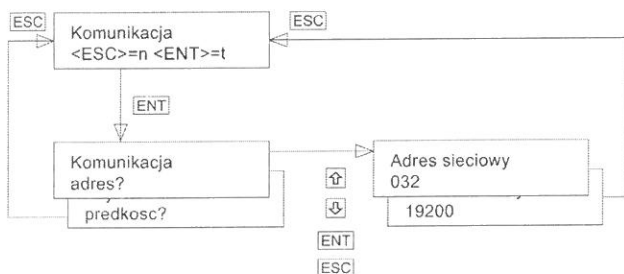 ESC
ESC
Komunikacja
<ESC>=n <ENT>=t
ENT
Komunikacja
adres?
predkosc?
Adres sieciowy
032
19200
⇧
⇩
ENT
ESC